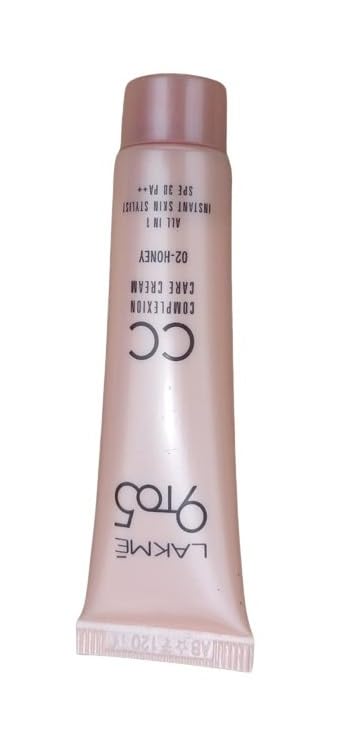 LAKMĒ
9TO5
CC
COMPLEXION
CARE CREAM
02-HONEY
ALL IN 1
INSTANT SKIN STYLIST
SPF 30 PA++